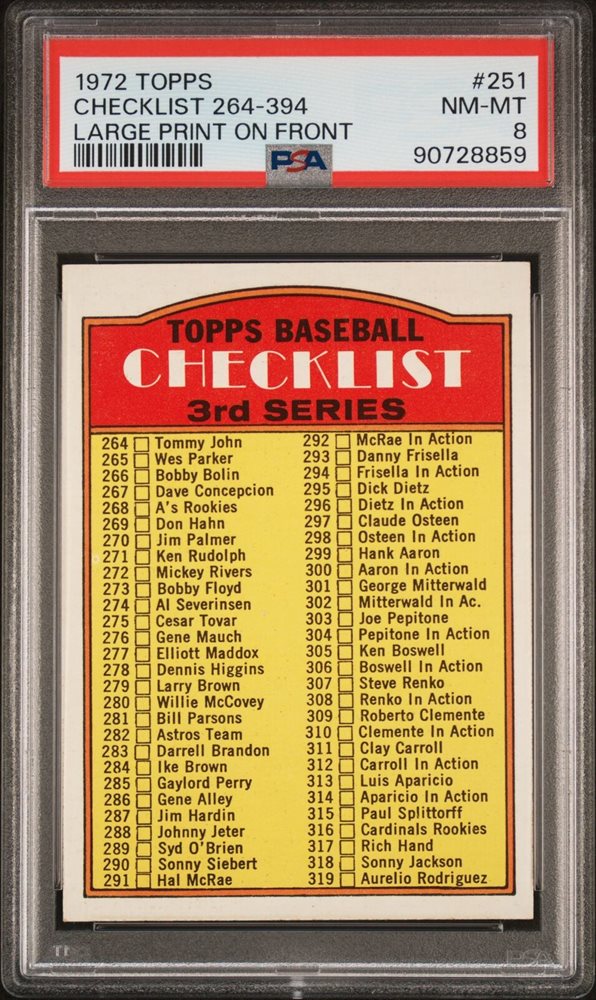 1972 TOPPS #251
CHECKLIST 264-394 NM-MT
LARGE PRINT ON FRONT 8
PSA 90728859
TOPPS BASEBALL
CHECKLIST
3rd SERIES
264 Tommy John
265 Wes Parker
266 Bobby Bolin
267 Dave Concepcion
268 A's Rookies
269 Don Hahn
270 Jim Palmer
271 Ken Rudolph
272 Mickey Rivers
273 Bobby Floyd
274 Al Severinsen
275 Cesar Tovar
276 Gene Mauch
277 Elliott Maddox
278 Dennis Higgins
279 Larry Brown
280 Willie McCovey
281 Bill Parsons
282 Astros Team
283 Darrell Brandon
284 Ike Brown
285 Gaylord Perry
286 Gene Alley
287 Jim Hardin
288 Johnny Jeter
289 Syd O'Brien
290 Sonny Siebert
291 Hal McRae
292 McRae In Action
293 Danny Frisella
294 Frisella In Action
295 Dick Dietz
296 Dietz In Action
297 Claude Osteen
298 Osteen In Action
299 Hank Aaron
300 Aaron In Action
301 George Mitterwald
302 Mitterwald In Ac.
303 Joe Pepitone
304 Pepitone In Action
305 Ken Boswell
306 Boswell In Action
307 Steve Renko
308 Renko In Action
309 Roberto Clemente
310 Clemente In Action
311 Clay Carroll
312 Carroll In Action
313 Luis Aparicio
314 Aparicio In Action
315 Paul Splittorff
316 Cardinals Rookies
317 Rich Hand
318 Sonny Jackson
319 Aurelio Rodriguez
PSA